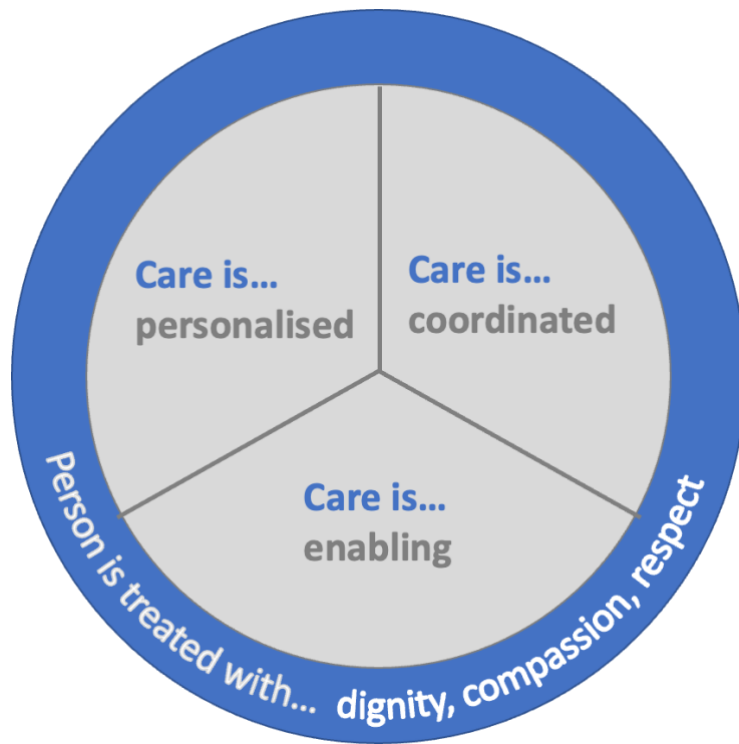 Care is…
personalised
Care is…
coordinated
Care is…
enabling
Person is treated with… dignity, compassion, respect